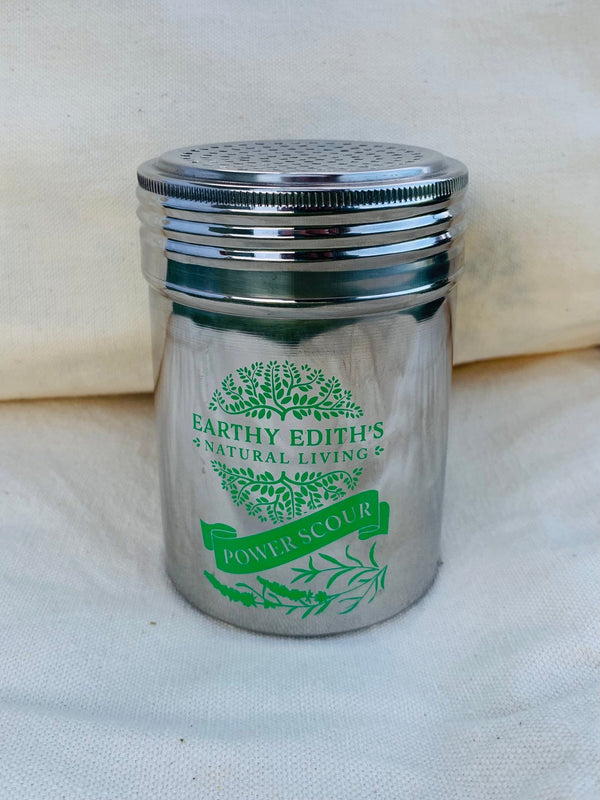 EARTHY EDITH'S
NATURAL LIVING
POWER SCOUR